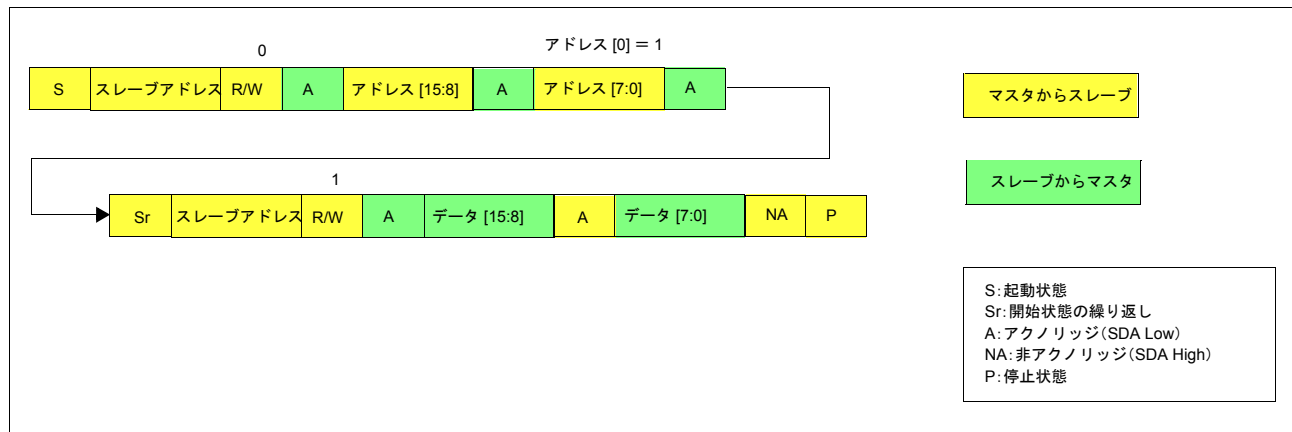 0 アドレス [0] = 1
S スレーブアドレス R/W A アドレス [15:8] A アドレス [7:0] A
1
Sr スレーブアドレス R/W A データ [15:8] A データ [7:0] NA P
マスタからスレーブ
スレーブからマスタ
S:起動状態
Sr:開始状態の繰り返し
A:アクノリッジ(SDA Low)
NA:非アクノリッジ(SDA High)
P:停止状態